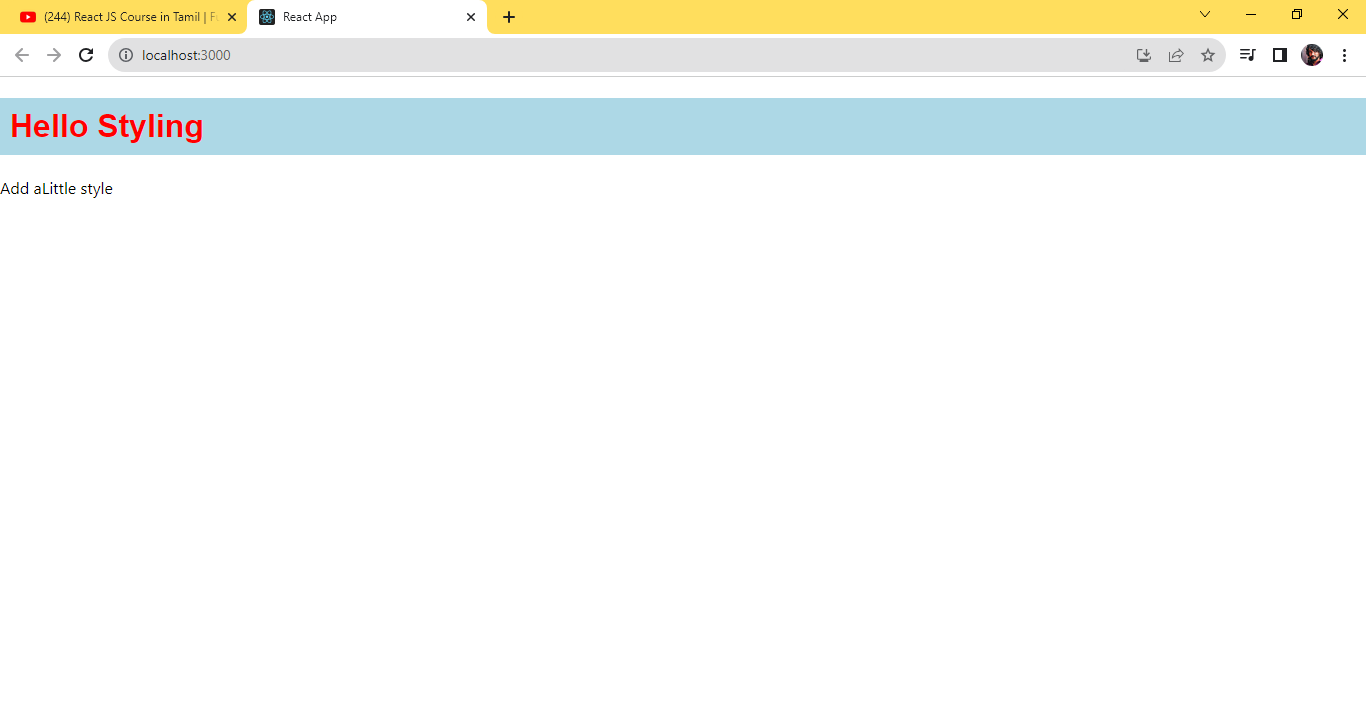 (244) React JS Course in Tamil |
React App
localhost:3000
Hello Styling
Add aLittle style